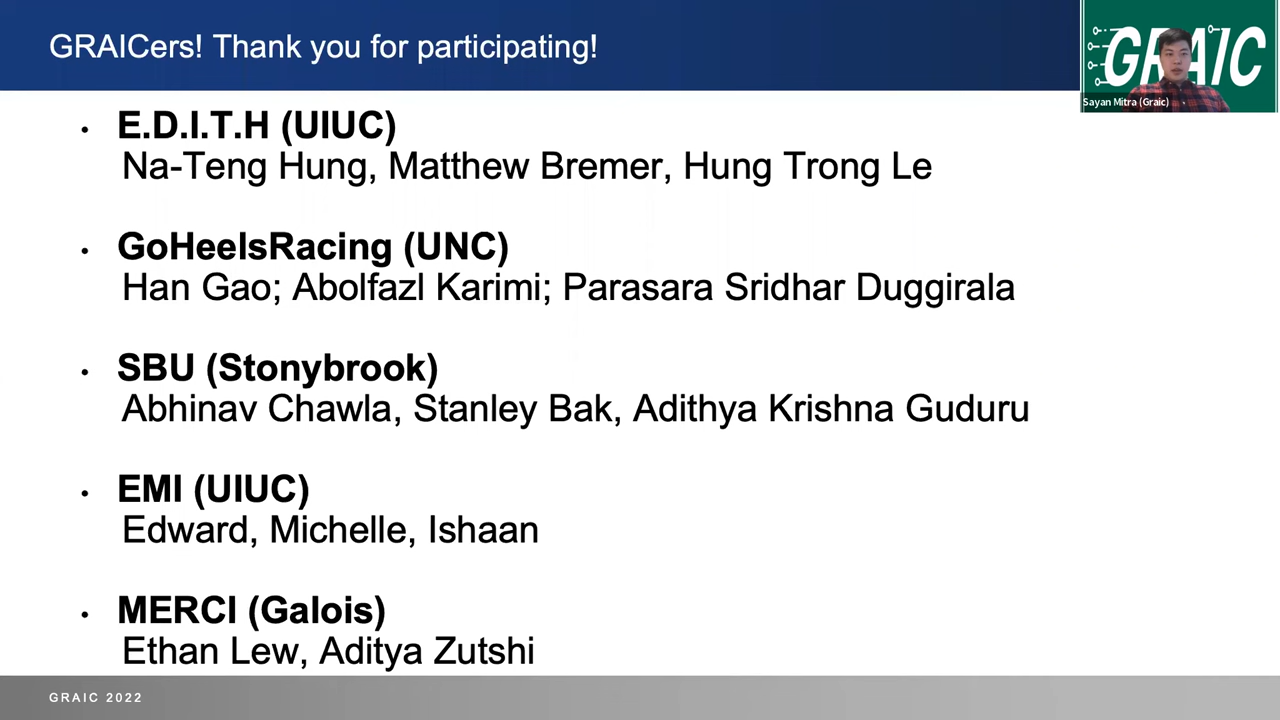 GRAICers! Thank you for participating!
GRAIC
Sayan Mitra (Graic)
• E.D.I.T.H (UIUC)
Na-Teng Hung, Matthew Bremer, Hung Trong Le
• GoHeelsRacing (UNC)
Han Gao; Abolfazl Karimi; Parasara Sridhar Duggirala
• SBU (Stonybrook)
Abhinav Chawla, Stanley Bak, Adithya Krishna Guduru
• EMI (UIUC)
Edward, Michelle, Ishaan
• MERCI (Galois)
Ethan Lew, Aditya Zutshi
GRAIC 2022